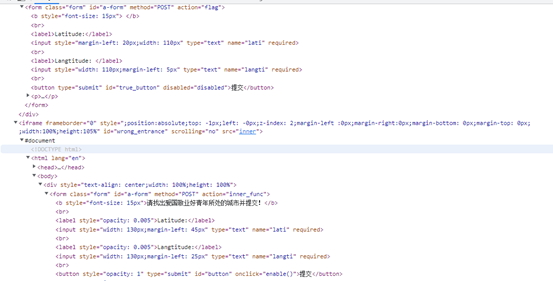 ▼<form class="form" id="a-form" method="POST" action="flag">
<b style="font-size: 15px"> </b>
<br>
<label>Latitude:</label>
<input style="margin-left: 20px;width: 110px" type="text" name="lati" required>
<br>
<label>Langtitude: </label>
<input style="width: 110px;margin-left: 5px" type="text" name="langti" required>
<br>
<button type="submit" id="true_button" disabled="disabled">提交</button>
▶<p>…</p>
</form>
</div>
▼<iframe frameborder="0" style=";position:absolute;top: -1px;left: -0px;z-index: 2;margin-left :0px;margin-right:0px;margin-bottom: 0px;margin-top: 0px;
;width:100%;height:105%" id="wrong_entrance" scrolling="no" src="inner">
▼#document
<!DOCTYPE html>
▼<html lang="en">
▶<head>…</head>
▼<body>
▼<div style="text-align: center;width: 100%;height: 100%">
▼<form class="form" id="a-form" method="POST" action="inner_func">
<b style="font-size: 15px">请找出爱国敬业好青年所处的城市并提交! </b>
<br>
<label style="opacity: 0.005">Latitude:</label>
<input style="width: 130px;margin-left: 45px" type="text" name="lati" required>
<br>
<label style="opacity: 0.005">Langtitude:</label>
<input style="width: 130px;margin-left: 25px" type="text" name="langti" required>
<br>
<button style="opacity: 1" type="submit" id="button" onclick="enable()">提交</button>